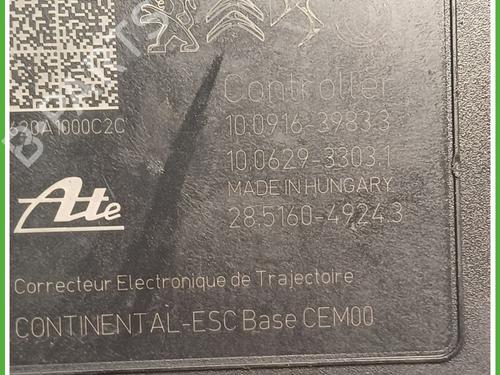 Controller
630A1000C2C
10.0916-3983.3
10.0629-3303.1
MADE IN HUNGARY
28.5160-4924.3
Ate
Correcteur Electronique de Trajectoire
CONTINENTAL-ESC Base CEM00